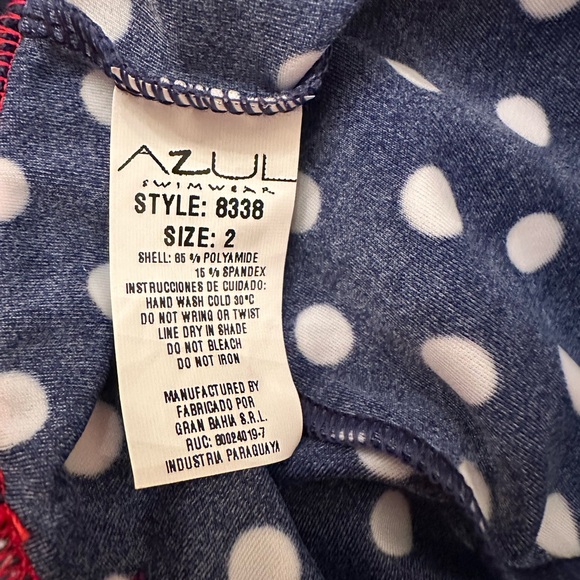 AZUL
SWIMWEAR
STYLE: 8338
SIZE: 2
SHELL: 85 % POLYAMIDE
15 % SPANDEX
INSTRUCCIONES DE CUIDADO:
HAND WASH COLD 30°C
DO NOT WRING OR TWIST
LINE DRY IN SHADE
DO NOT BLEACH
DO NOT IRON
MANUFACTURED BY
FABRICADO POR
GRAN BAHIA S.R.L.
RUC: 80024019-7
INDUSTRIA PARAGUAYA